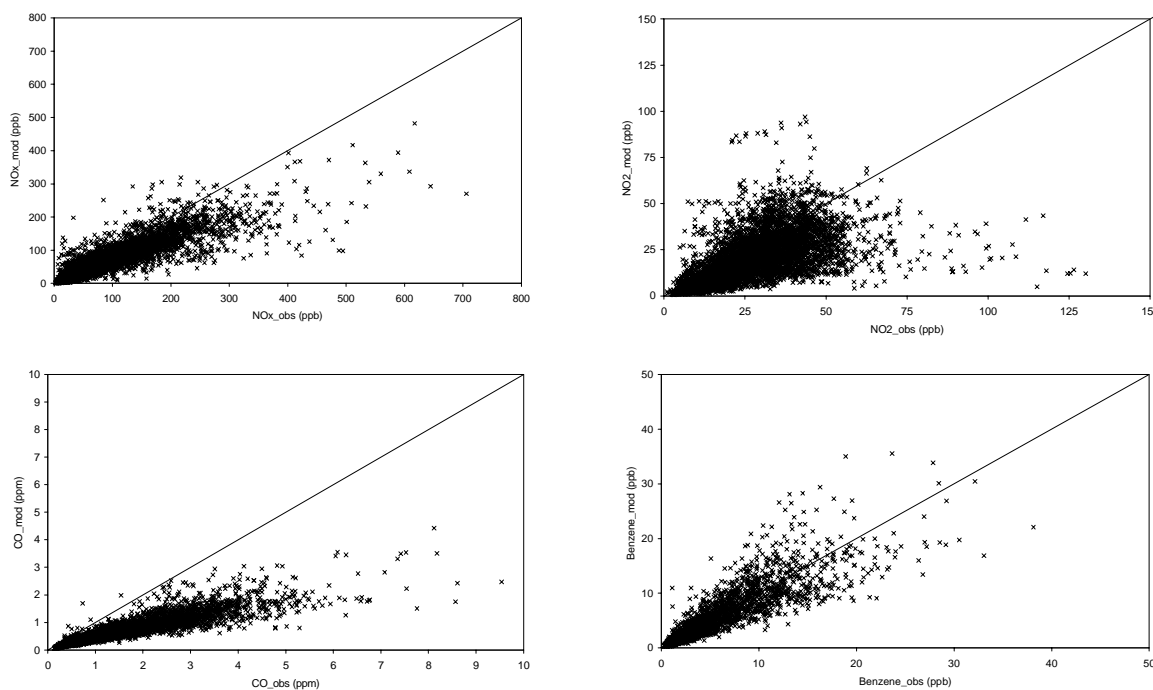 800
700
600
500
400
300
200
100
0
0 100 200 300 400 500 600 700 800
NOx_mod (ppb)
NOx_obs (ppb)
150
125
100
75
50
25
0
0 25 50 75 100 125 15
NO2_mod (ppb)
NO2_obs (ppb)
10
9
8
7
6
5
4
3
2
1
0
0 1 2 3 4 5 6 7 8 9 10
CO_mod (ppm)
CO_obs (ppm)
50
40
30
20
10
0
0 10 20 30 40 50
Benzene_mod (ppb)
Benzene_obs (ppb)